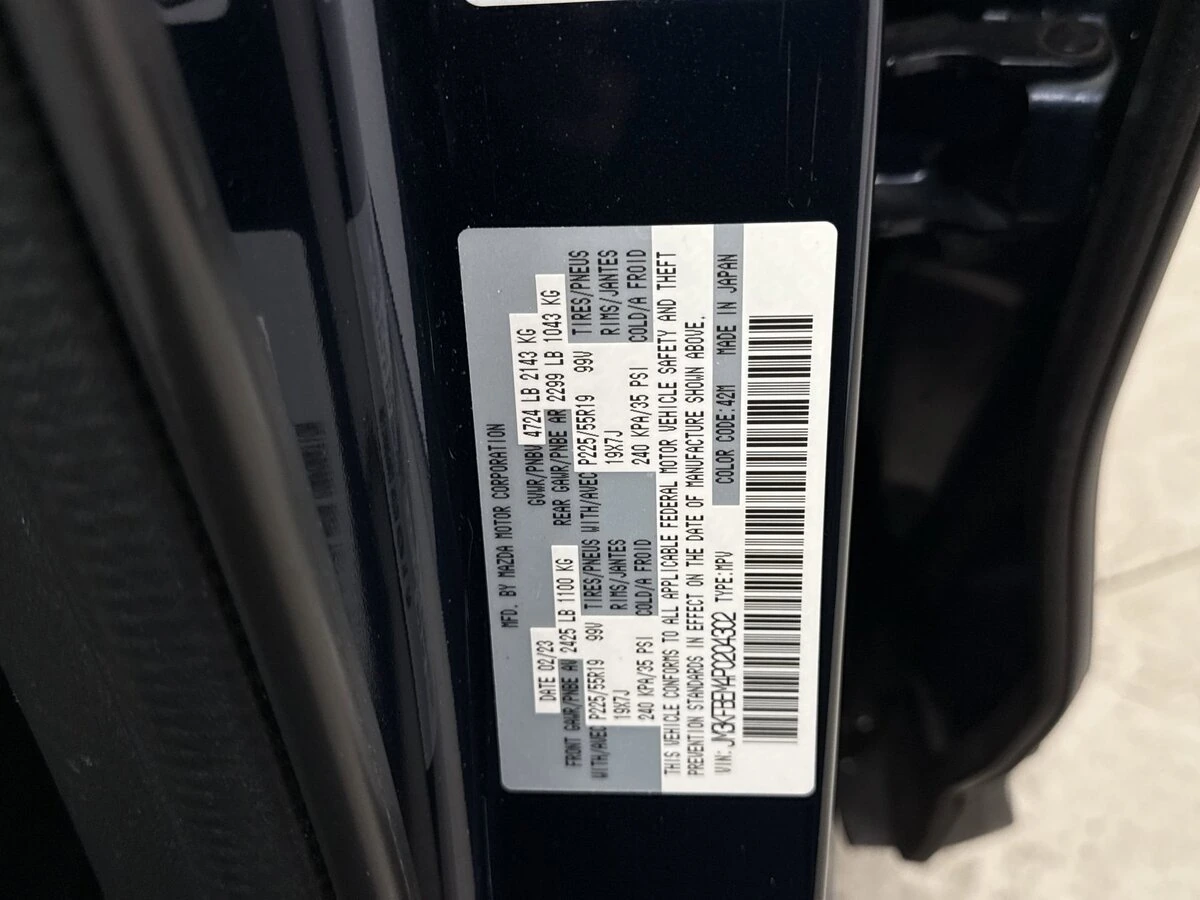 MFD. BY MAZDA MOTOR CORPORATION
DATE 02/23 GVWR/PNBV 4724 LB 2143 KG
FRONT GAWR/PNBE AV 2425 LB 1100 KG REAR GAWR/PNBE AR 2299 LB 1043 KG
WITH/AVEC P225/55R19 99V TIRES/PNEUS WITH/AVEC P225/55R19 99V TIRES/PNEUS
19X7J RIMS/JANTES 19X7J RIMS/JANTES
240 KPA/35 PSI COLD/A FROID 240 KPA/35 PSI COLD/A FROID
THIS VEHICLE CONFORMS TO ALL APPLICABLE FEDERAL MOTOR VEHICLE SAFETY AND THEFT
PREVENTION STANDARDS IN EFFECT ON THE DATE OF MANUFACTURE SHOWN ABOVE.
VIN: JM3KFBEM4P0204302 TYPE:MPV COLOR CODE:42M MADE IN JAPAN